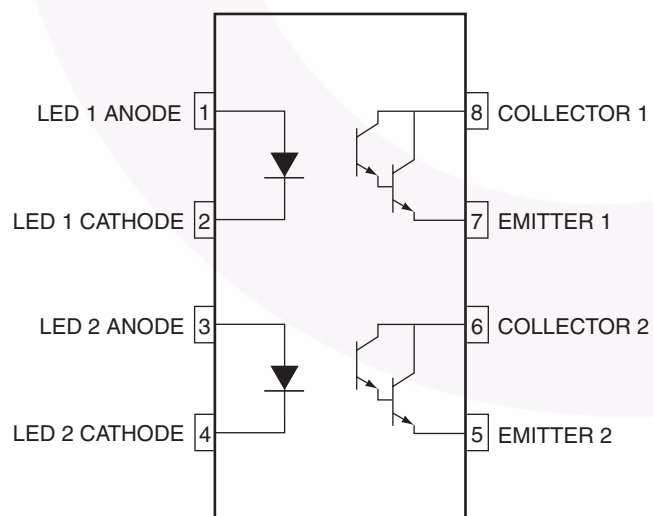 LED 1 ANODE 1 8 COLLECTOR 1
LED 1 CATHODE 2 7 EMITTER 1
LED 2 ANODE 3 6 COLLECTOR 2
LED 2 CATHODE 4 5 EMITTER 2